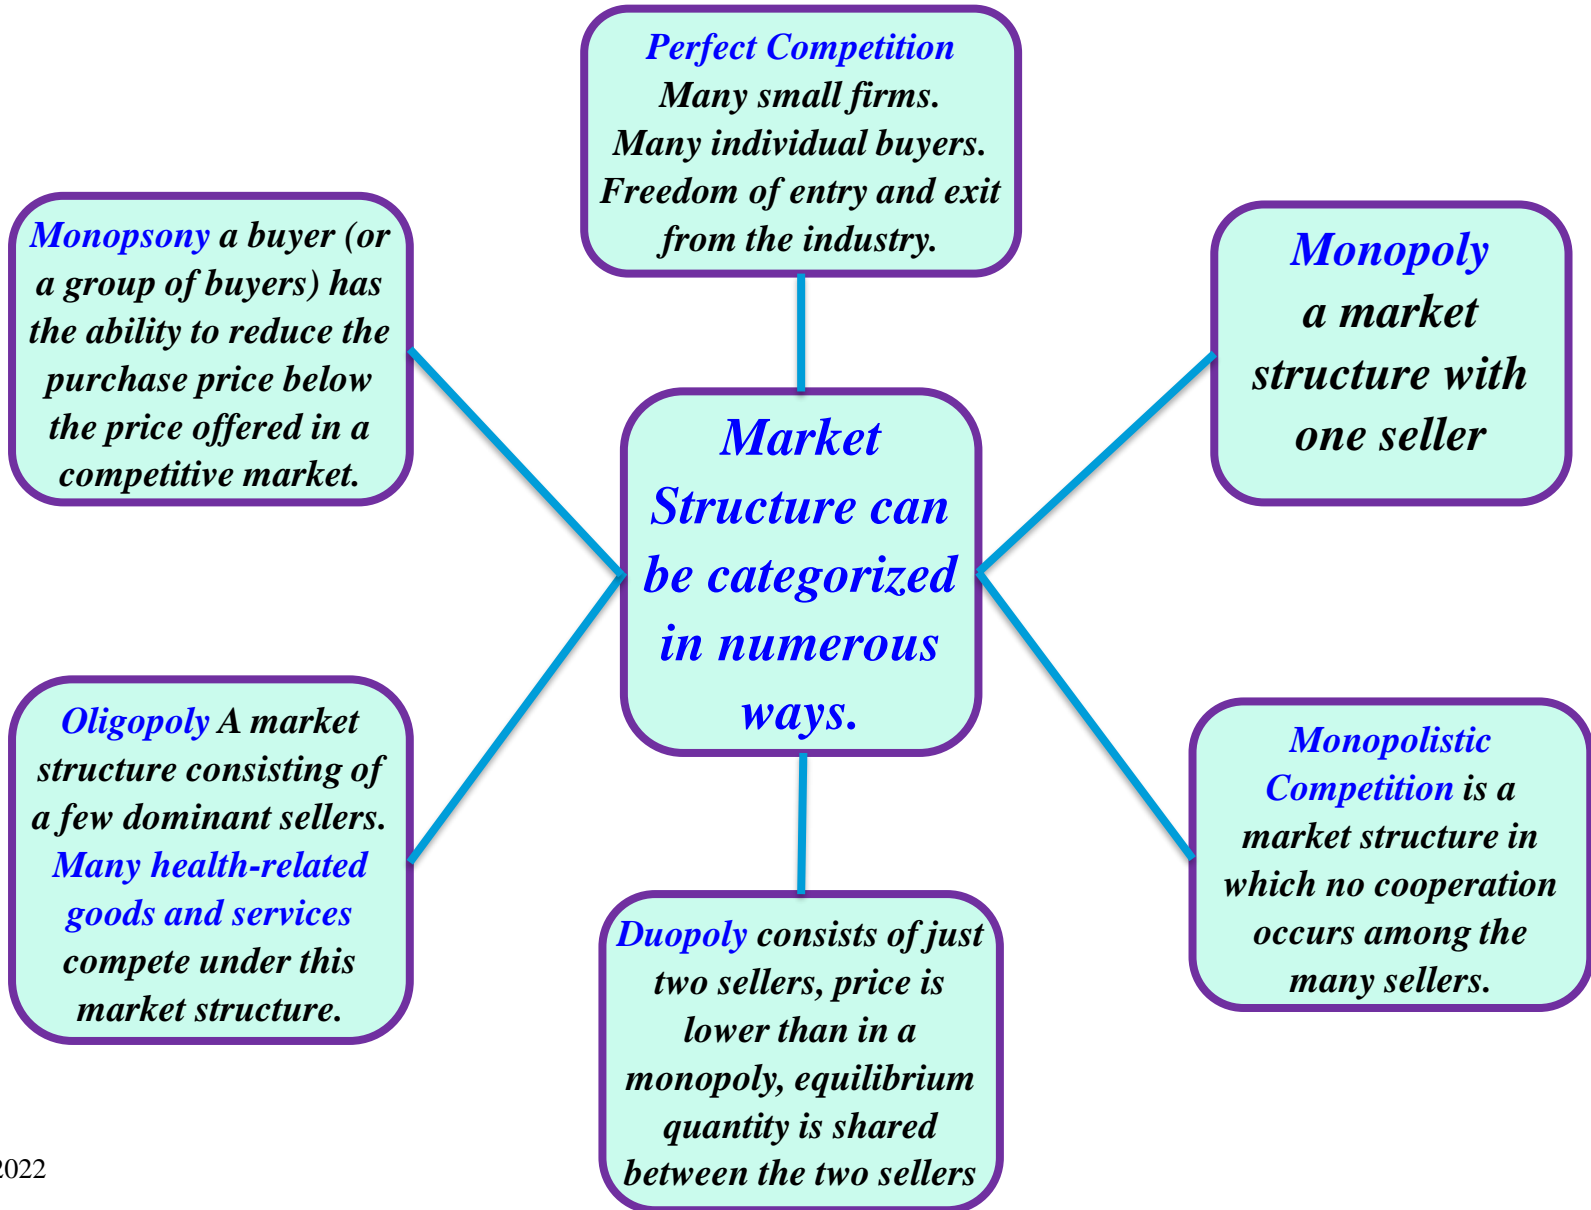 Perfect Competition
Many small firms.
Many individual buyers.
Freedom of entry and exit
from the industry.
Monopsony a buyer (or
a group of buyers) has
the ability to reduce the
purchase price below
the price offered in a
competitive market.
Monopoly
a market
structure with
one seller
Market
Structure can
be categorized
in numerous
ways.
Oligopoly A market
structure consisting of
a few dominant sellers.
Many health-related
goods and services
compete under this
market structure.
Monopolistic
Competition is a
market structure in
which no cooperation
occurs among the
many sellers.
Duopoly consists of just
two sellers, price is
lower than in a
monopoly, equilibrium
quantity is shared
between the two sellers
2022